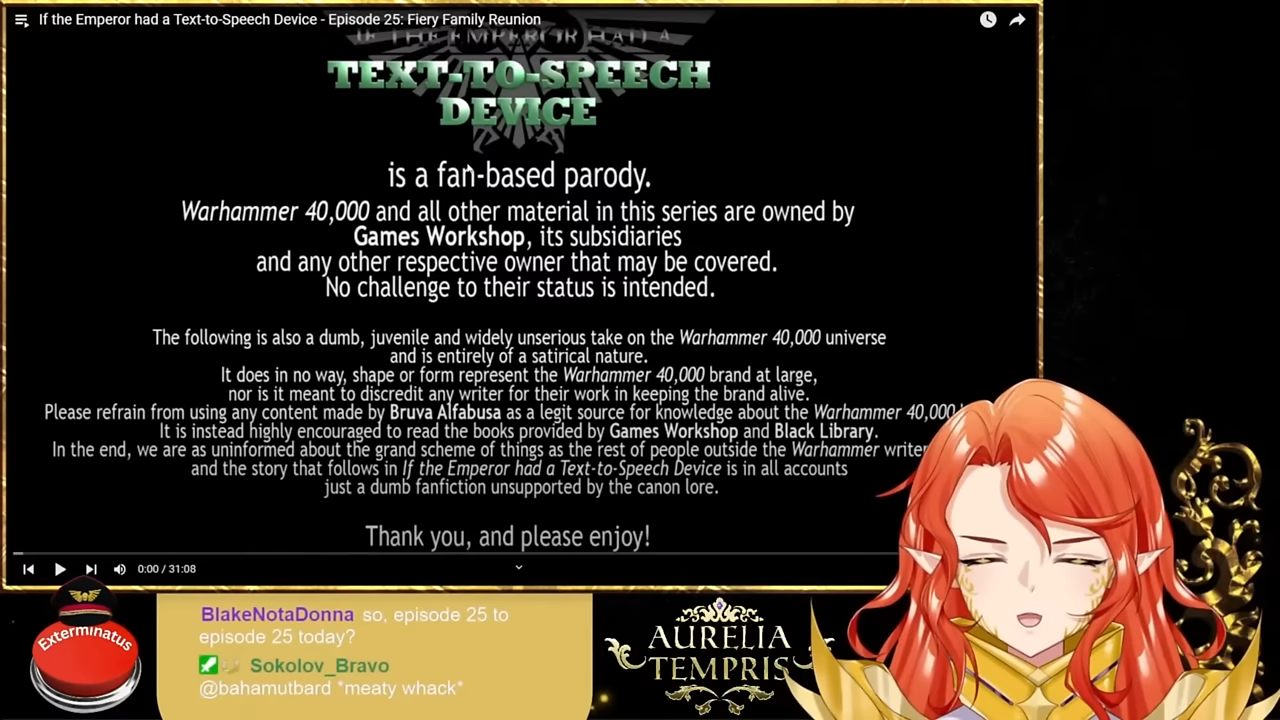 If the Emperor had a Text-to-Speech Device - Episode 25: Fiery Family Reunion
IF THE EMPEROR HAD A
TEXT-TO-SPEECH
DEVICE
is a fan-based parody.
Warhammer 40,000 and all other material in this series are owned by
Games Workshop, its subsidiaries
and any other respective owner that may be covered.
No challenge to their status is intended.
The following is also a dumb, juvenile and widely unserious take on the Warhammer 40,000 universe
and is entirely of a satirical nature.
It does in no way, shape or form represent the Warhammer 40,000 brand at large,
nor is it meant to discredit any writer for their work in keeping the brand alive.
Please refrain from using any content made by Bruva Alfabusa as a legit source for knowledge about the Warhammer 40,000
It is instead highly encouraged to read the books provided by Games Workshop and Black Library.
In the end, we are as uninformed about the grand scheme of things as the rest of people outside the Warhammer writer
and the story that follows in If the Emperor had a Text-to-Speech Device is in all accounts
just a dumb fanfiction unsupported by the canon lore.
Thank you, and please enjoy!
0:00 / 31:08
Exterminatus
BlakeNotaDonna so, episode 25 to
episode 25 today?
Sokolov_Bravo
@bahamutbard *meaty whack*
AURELIA
TEMPRIS